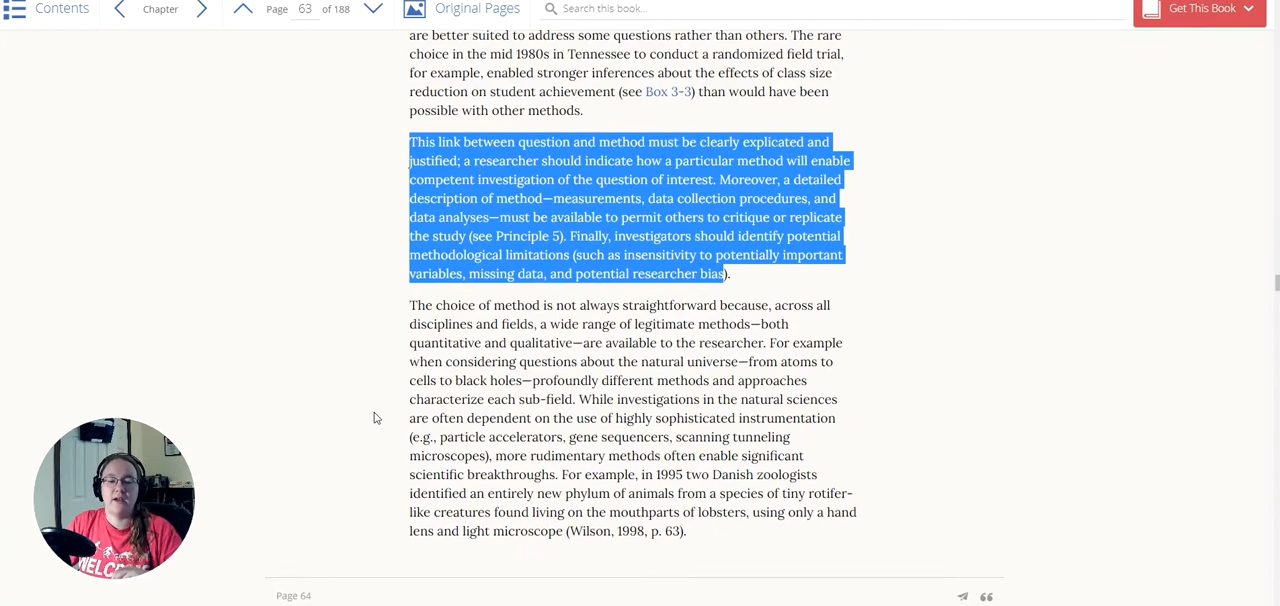 Contents
Chapter
Page 63 of 188
Original Pages
Search this book...
Get This Book
are better suited to address some questions rather than others. The rare
choice in the mid 1980s in Tennessee to conduct a randomized field trial,
for example, enabled stronger inferences about the effects of class size
reduction on student achievement (see Box 3-3) than would have been
possible with other methods.
This link between question and method must be clearly explicated and
justified; a researcher should indicate how a particular method will enable
competent investigation of the question of interest. Moreover, a detailed
description of method—measurements, data collection procedures, and
data analyses—must be available to permit others to critique or replicate
the study (see Principle 5). Finally, investigators should identify potential
methodological limitations (such as insensitivity to potentially important
variables, missing data, and potential researcher bias).
The choice of method is not always straightforward because, across all
disciplines and fields, a wide range of legitimate methods—both
quantitative and qualitative—are available to the researcher. For example
when considering questions about the natural universe—from atoms to
cells to black holes—profoundly different methods and approaches
characterize each sub-field. While investigations in the natural sciences
are often dependent on the use of highly sophisticated instrumentation
(e.g., particle accelerators, gene sequencers, scanning tunneling
microscopes), more rudimentary methods often enable significant
scientific breakthroughs. For example, in 1995 two Danish zoologists
identified an entirely new phylum of animals from a species of tiny rotifer-
like creatures found living on the mouthparts of lobsters, using only a hand
lens and light microscope (Wilson, 1998, p. 63).
Page 64